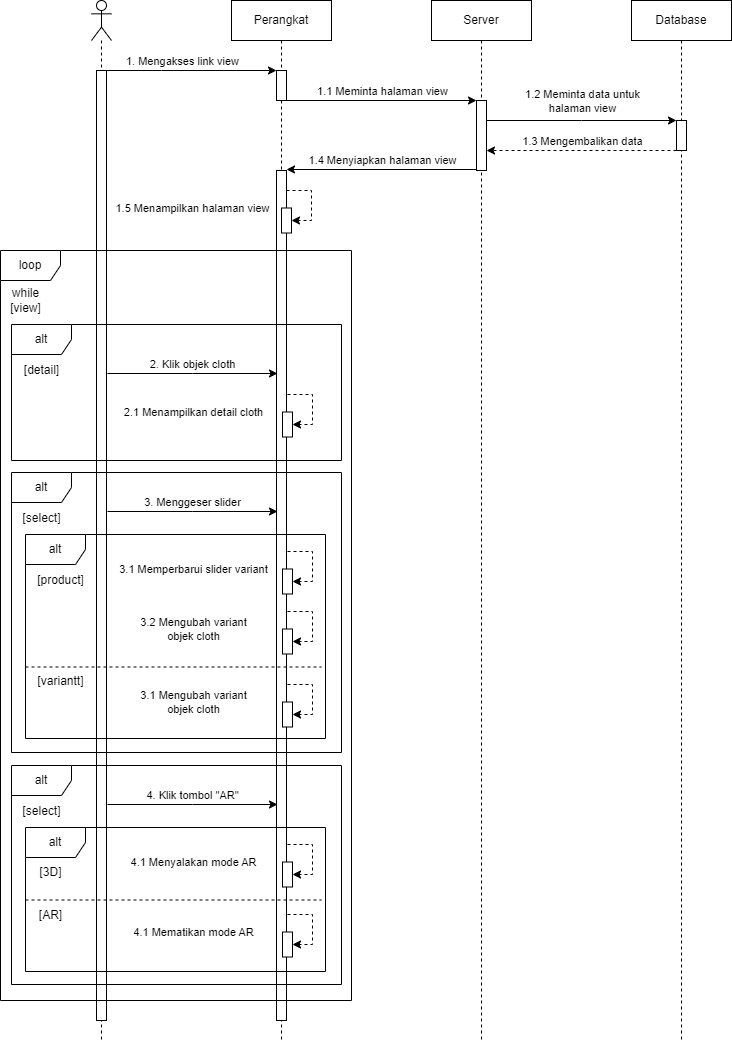 Perangkat
Server
Database
1. Mengakses link view
1.1 Meminta halaman view
1.2 Meminta data untuk
halaman view
1.3 Mengembalikan data
1.4 Menyiapkan halaman view
1.5 Menampilkan halaman view
loop
while
[view]
alt
[detail]
2. Klik objek cloth
2.1 Menampilkan detail cloth
alt
[select]
3. Menggeser slider
alt
[product]
3.1 Memperbarui slider variant
3.2 Mengubah variant
objek cloth
[variantt]
3.1 Mengubah variant
objek cloth
alt
[select]
4. Klik tombol "AR"
alt
[3D]
4.1 Menyalakan mode AR
[AR]
4.1 Mematikan mode AR